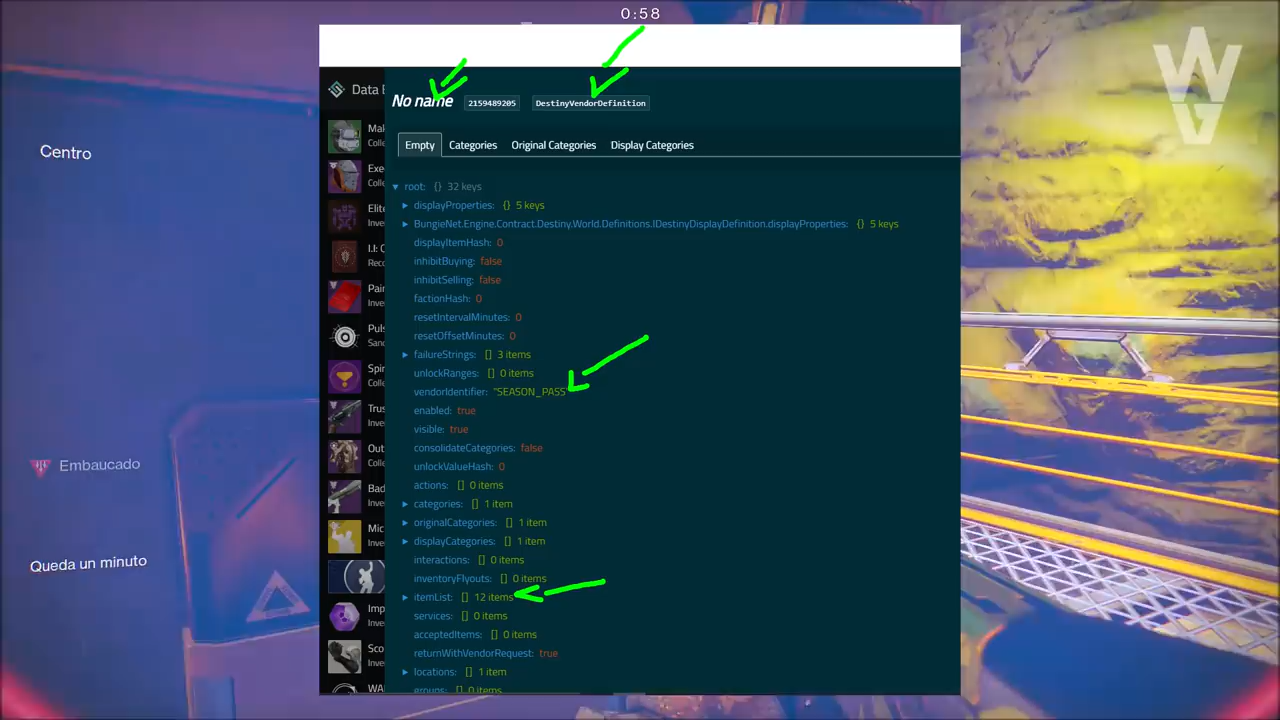 0:58
Data
No name 2159489205 DestinyVendorDefinition
Centro
Empty Categories Original Categories Display Categories
root: {} 32 keys
displayProperties: {} 5 keys
BungieNet.Engine.Contract.Destiny.World.Definitions.IDestinyDisplayDefinition.displayProperties: {} 5 keys
displayItemHash: 0
inhibitBuying: false
inhibitSelling: false
factionHash: 0
resetIntervalMinutes: 0
resetOffsetMinutes: 0
failureStrings: [] 3 items
unlockRanges: [] 0 items
vendorIdentifier: "SEASON_PASS"
enabled: true
visible: true
consolidateCategories: false
unlockValueHash: 0
actions: [] 0 items
categories: [] 1 item
originalCategories: [] 1 item
displayCategories: [] 1 item
interactions: [] 0 items
inventoryFlyouts: [] 0 items
itemList: [] 12 items
services: [] 0 items
acceptedItems: [] 0 items
returnWithVendorRequest: true
locations: [] 1 item
groups: [] 0 items
Embaucado
Queda un minuto